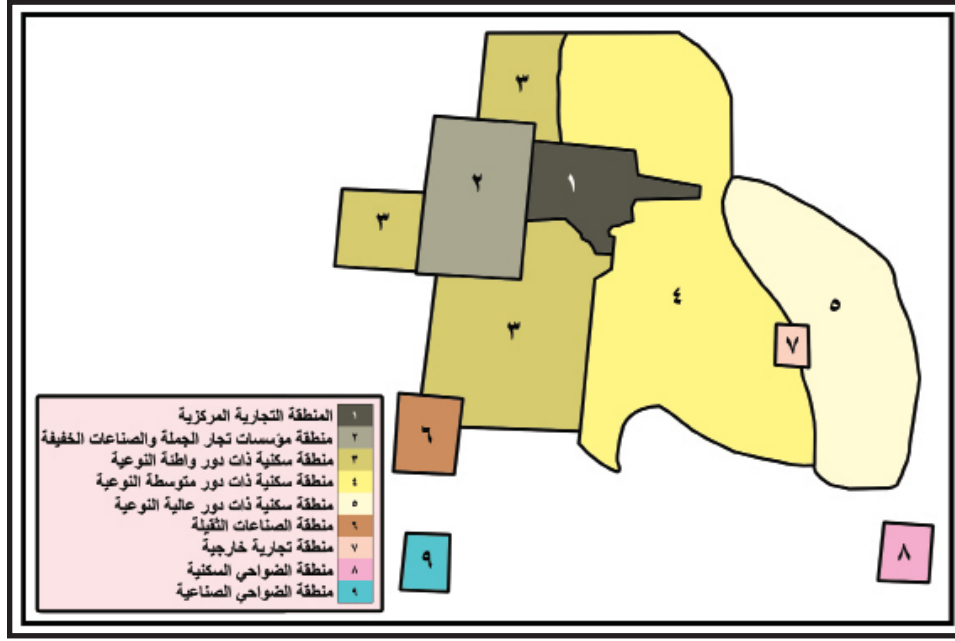 ٣
١
٢
٣
٤
٥
٣
٧
٦
٩
٨
١ المنطقة التجارية المركزية
٢ منطقة مؤسسات تجار الجملة والصناعات الخفيفة
٣ منطقة سكنية ذات دور واطئة النوعية
٤ منطقة سكنية ذات دور متوسطة النوعية
٥ منطقة سكنية ذات دور عالية النوعية
٦ منطقة الصناعات الثقيلة
٧ منطقة تجارية خارجية
٨ منطقة الضواحي السكنية
٩ منطقة الضواحي الصناعية